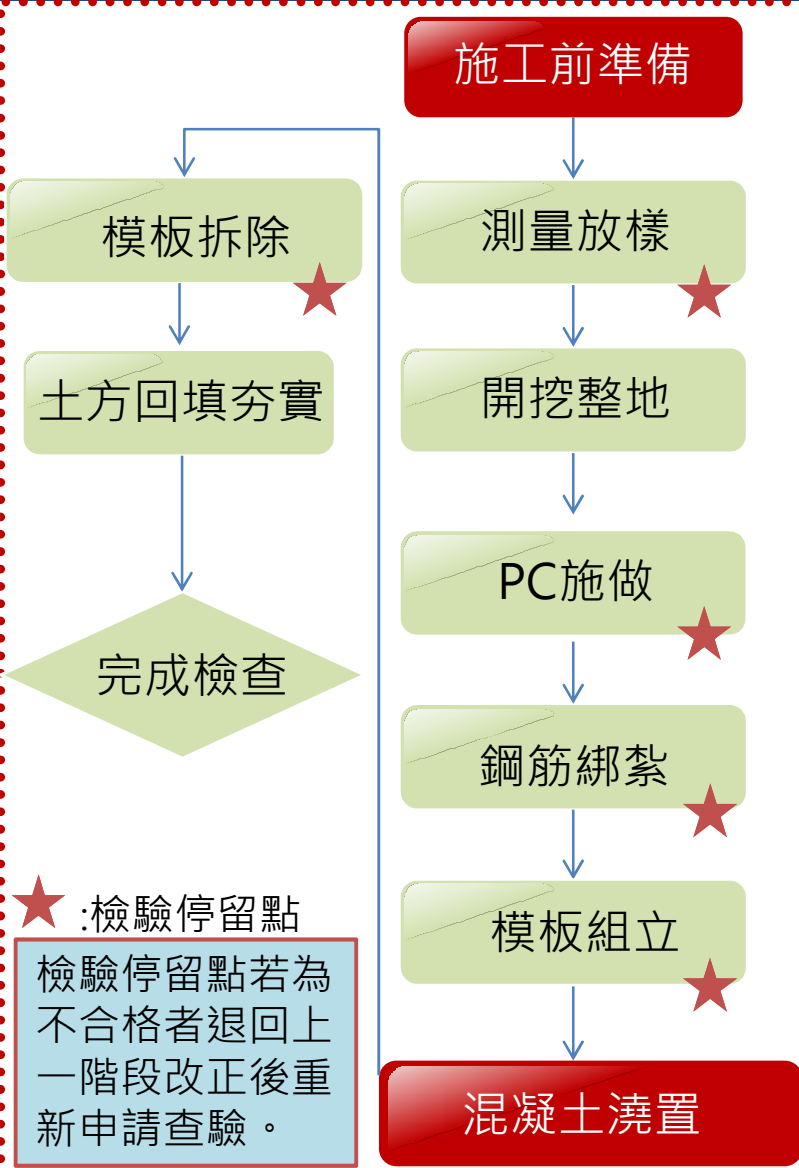 施工前準備
測量放樣
開挖整地
PC施做
鋼筋綁紮
模板組立
混凝土澆置
模板拆除
土方回填夯實
完成檢查
:檢驗停留點
檢驗停留點若為
不合格者退回上
一階段改正後重
新申請查驗。